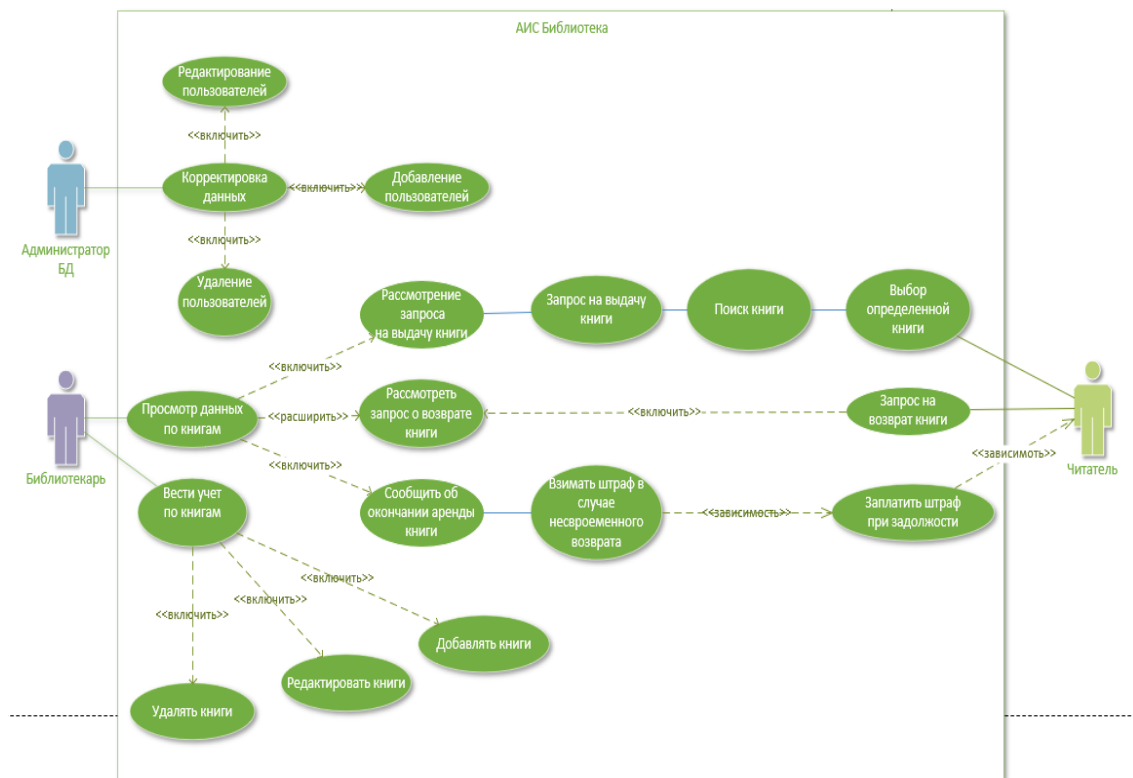 АИС Библиотека
Редактирование
пользователей
<<включить>>
Корректировка
данных
<<включить>>
Добавление
пользователей
Администратор
БД
<<включить>>
Удаление
пользователей
Рассмотрение
запроса
на выдачу книги
Запрос на выдачу
книги
Поиск книги
Выбор
определенной
книги
<<включить>>
Просмотр данных
по книгам
<<расширить>>
Рассмотреть
запрос о возврате
книги
<<включить>>
Запрос на
возврат книги
Библиотекарь
<<включить>>
<<зависимоть>>
Читатель
Вести учет
по книгам
Сообщить об
окончании аренды
книги
Взимать штраф в
случае
несвроеменного
возврата
<<зависимость>>
Заплатить штраф
при задолжости
<<включить>>
<<включить>>
<<включить>>
Добавлять книги
Редактировать книги
Удалять книги